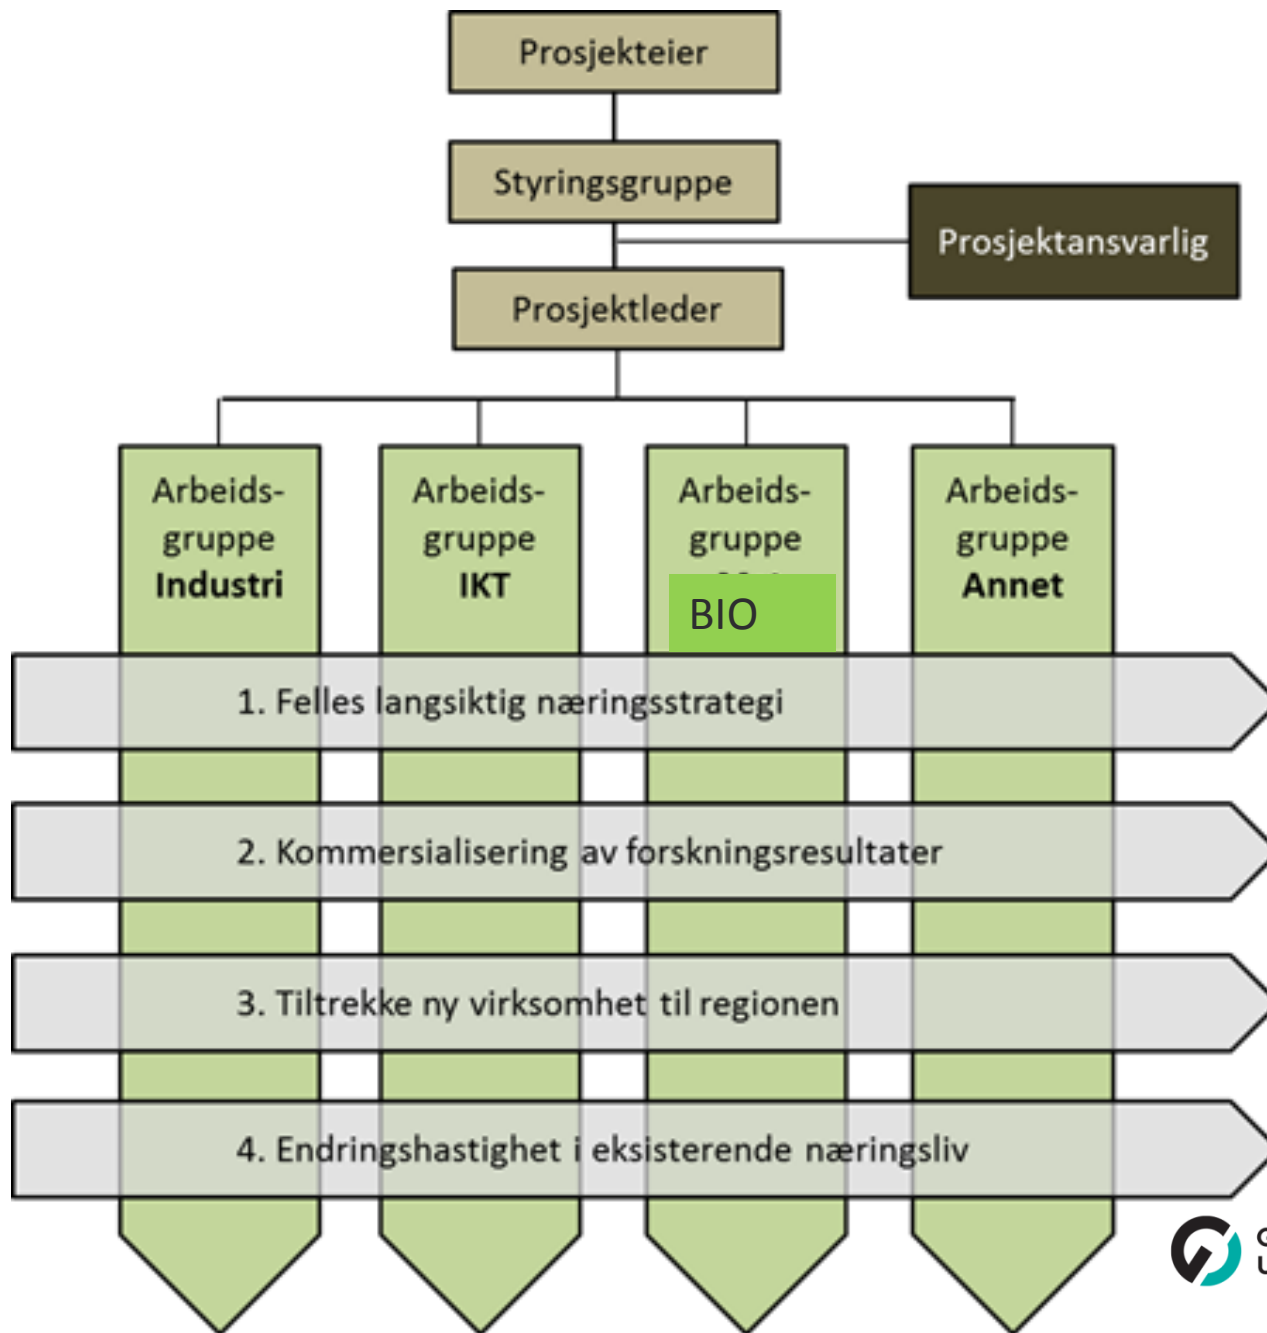 Prosjekteier
Styringsgruppe
Prosjektansvarlig
Prosjektleder
Arbeids-
gruppe
Industri
Arbeids-
gruppe
IKT
Arbeids-
gruppe
BIO
Arbeids-
gruppe
Annet
1. Felles langsiktig næringsstrategi
2. Kommersialisering av forskningsresultater
3. Tiltrekke ny virksomhet til regionen
4. Endringshastighet i eksisterende næringsliv